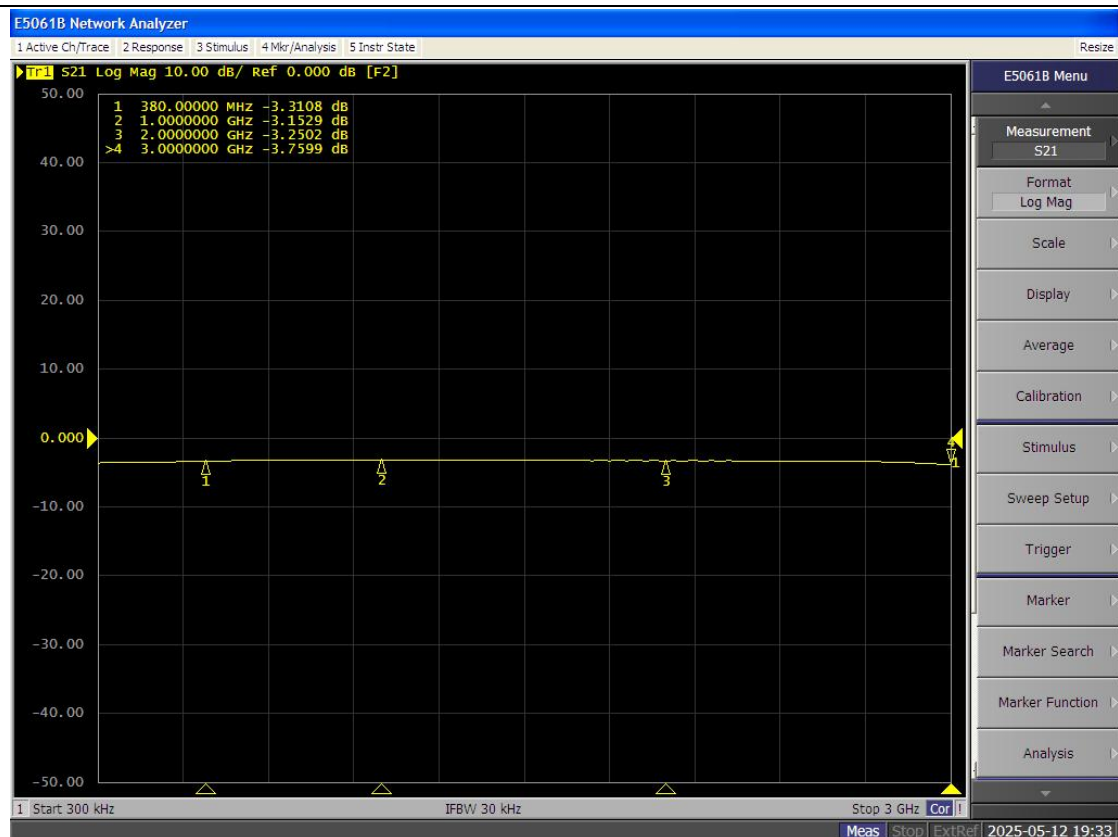 E5061B Network Analyzer
1 Active Ch/Trace 2 Response 3 Stimulus 4 Mkr/Analysis 5 Instr State Resize
Tr1 S21 Log Mag 10.00 dB/ Ref 0.000 dB [F2]
E5061B Menu
50.00
1 380.00000 MHz -3.3108 dB
2 1.0000000 GHz -3.1529 dB
3 2.0000000 GHz -3.2502 dB
>4 3.0000000 GHz -3.7599 dB
Measurement
S21
40.00
Format
Log Mag
30.00
Scale
20.00
Display
10.00
Average
Calibration
0.000
Stimulus
4
1
1
2
3
-10.00
Sweep Setup
Trigger
-20.00
Marker
-30.00
Marker Search
-40.00
Marker Function
Analysis
-50.00
1 Start 300 kHz IFBW 30 kHz Stop 3 GHz Cor !
Meas Stop ExtRef 2025-05-12 19:33